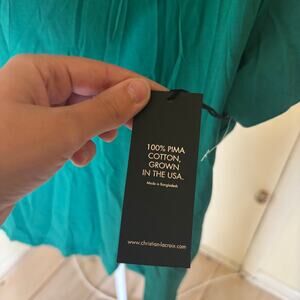 100% PIMA
COTTON,
GROWN
IN THE USA.
Made in Bangladesh
www.christian-lacroix.com